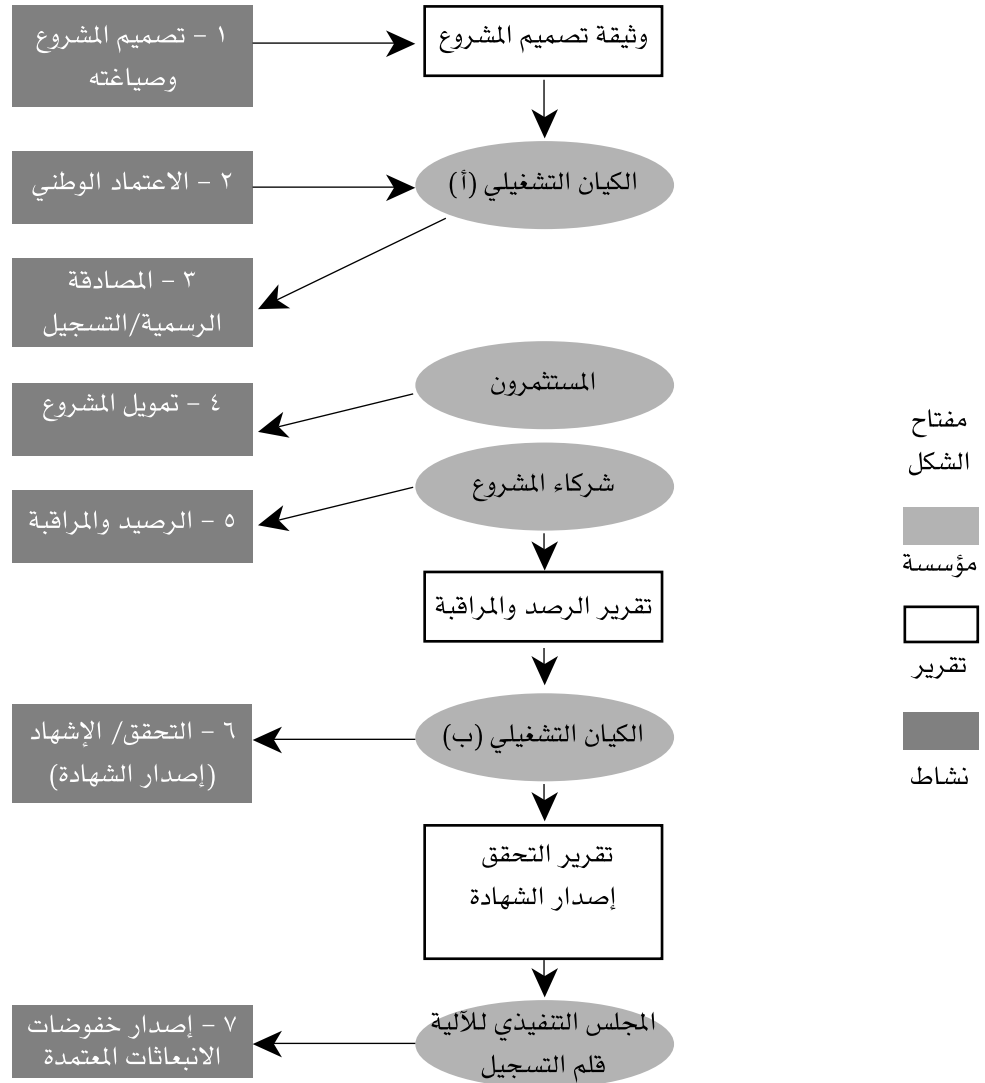 ١ – تصميم المشروع
وصياغته
وثيقة تصميم المشروع
٢ – الاعتماد الوطني
الكيان التشغيلي (أ)
٣ – المصادقة
الرسمية/التسجيل
المستثمرون
٤ – تمويل المشروع
شركاء المشروع
٥ – الرصيد والمراقبة
تقرير الرصد والمراقبة
الكيان التشغيلي (ب)
٦ – التحقق/ الإشهاد
(إصدار الشهادة)
تقرير التحقق
إصدار الشهادة
المجلس التنفيذي للآلية
قلم التسجيل
٧ – إصدار خفوضات
الانبعاثات المعتمدة
مفتاح
الشكل
مؤسسة
تقرير
نشاط